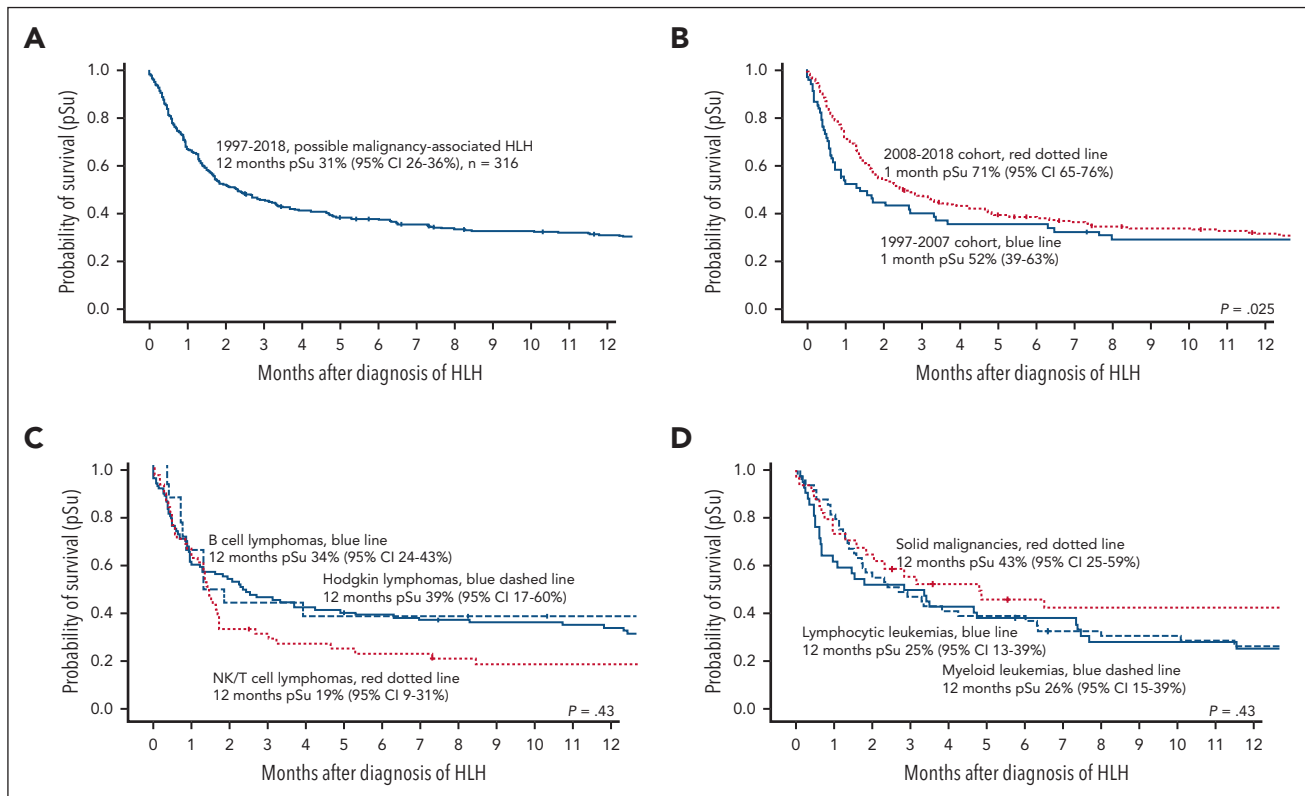 A
Probability of survival (pSu)
1.0
0.8
0.6
0.4
0.2
0.0
1997-2018, possible malignancy-associated HLH
12 months pSu 31% (95% CI 26-36%), n = 316
0 1 2 3 4 5 6 7 8 9 10 11 12
Months after diagnosis of HLH
B
Probability of survival (pSu)
1.0
0.8
0.6
0.4
0.2
0.0
2008-2018 cohort, red dotted line
1 month pSu 71% (95% CI 65-76%)
1997-2007 cohort, blue line
1 month pSu 52% (39-63%)
P = .025
0 1 2 3 4 5 6 7 8 9 10 11 12
Months after diagnosis of HLH
C
Probability of survival (pSu)
1.0
0.8
0.6
0.4
0.2
0.0
B cell lymphomas, blue line
12 months pSu 34% (95% CI 24-43%)
Hodgkin lymphomas, blue dashed line
12 months pSu 39% (95% CI 17-60%)
NK/T cell lymphomas, red dotted line
12 months pSu 19% (95% CI 9-31%)
P = .43
0 1 2 3 4 5 6 7 8 9 10 11 12
Months after diagnosis of HLH
D
Probability of survival (pSu)
1.0
0.8
0.6
0.4
0.2
0.0
Solid malignancies, red dotted line
12 months pSu 43% (95% CI 25-59%)
Lymphocytic leukemias, blue line
12 months pSu 25% (95% CI 13-39%)
Myeloid leukemias, blue dashed line
12 months pSu 26% (95% CI 15-39%)
P = .43
0 1 2 3 4 5 6 7 8 9 10 11 12
Months after diagnosis of HLH